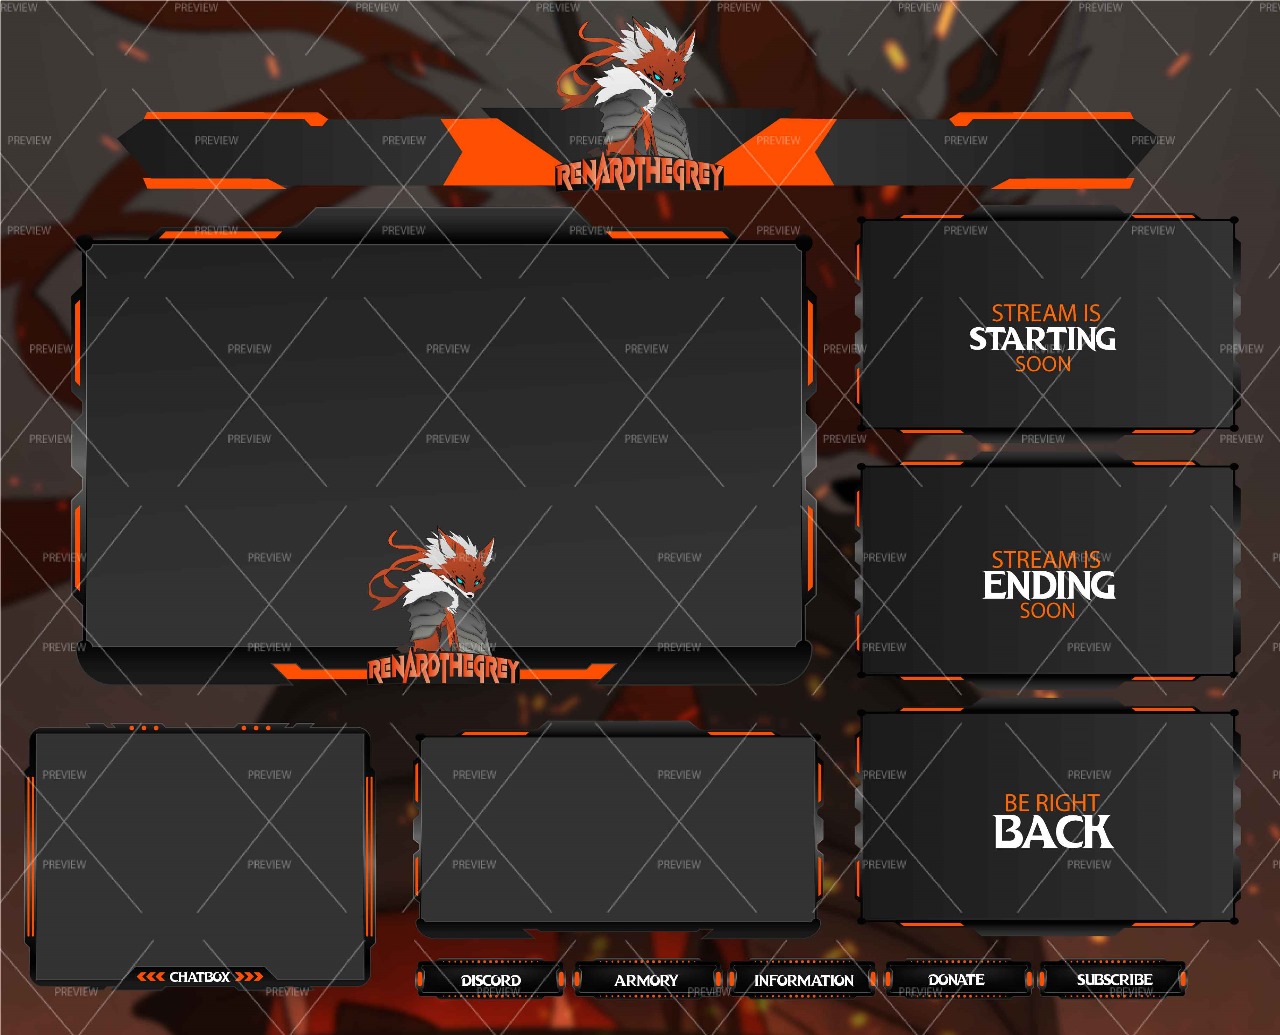 RENARDTHEGREY
STREAM IS
STARTING
SOON
STREAM IS
ENDING
SOON
RENARDTHEGREY
BE RIGHT
BACK
CHATBOX
DISCORD
ARMORY
INFORMATION
DONATE
SUBSCRIBE
PREVIEW